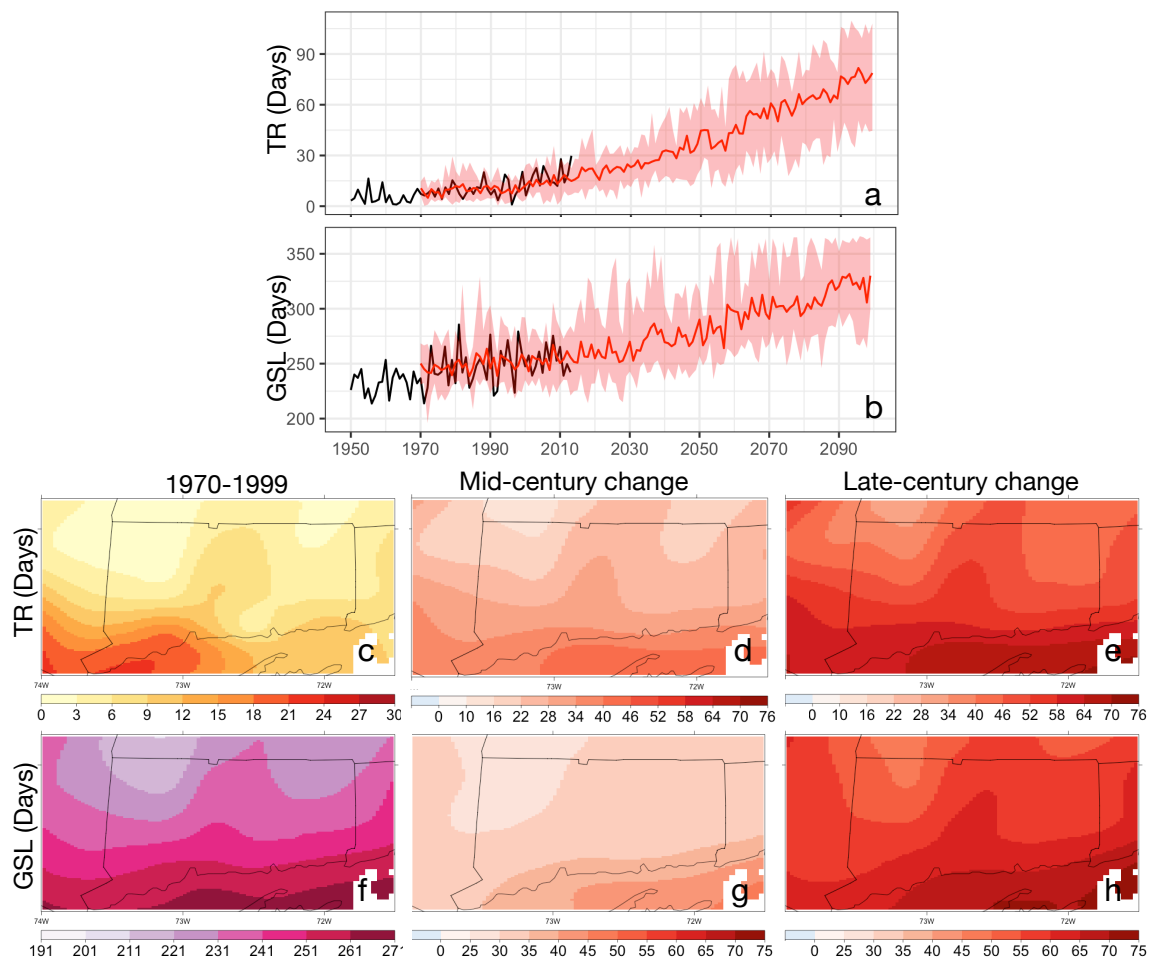 TR (Days)
90
60
30
0
a
GSL (Days)
350
300
250
200
b
1950 1970 1990 2010 2030 2050 2070 2090
1970-1999 Mid-century change Late-century change
TR (Days)
c d e
74W 73W 72W 73W 72W 73W 72W
0 3 6 9 12 15 18 21 24 27 30
0 10 16 22 28 34 40 46 52 58 64 70 76
0 10 16 22 28 34 40 46 52 58 64 70 76
GSL (Days)
f g h
74W 73W 72W 73W 72W 73W 72W
191 201 211 221 231 241 251 261 27
0 25 30 35 40 45 50 55 60 65 70 75
0 25 30 35 40 45 50 55 60 65 70 75